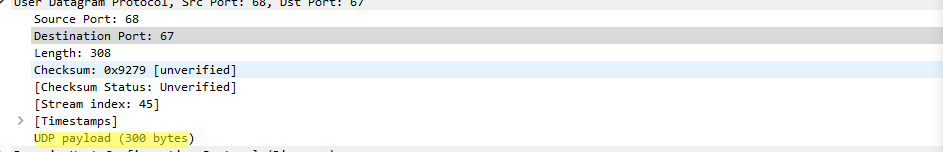 User Datagram Protocol, Src Port: 68, Dst Port: 67
Source Port: 68
Destination Port: 67
Length: 308
Checksum: 0x9279 [unverified]
[Checksum Status: Unverified]
[Stream index: 45]
[Timestamps]
UDP payload (300 bytes)